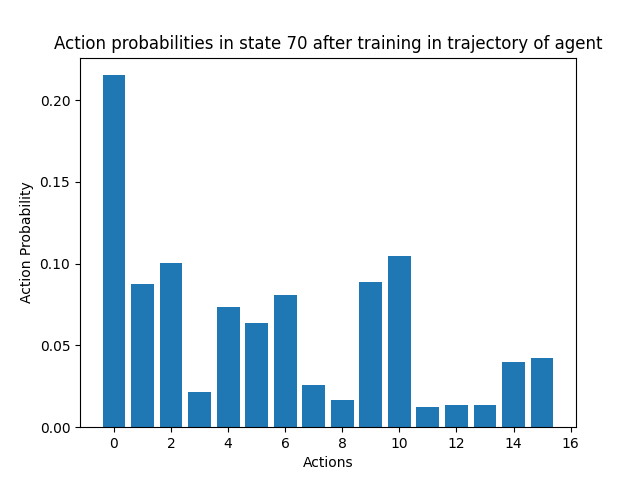 Action probabilities in state 70 after training in trajectory of agent
0.20
0.15
0.10
0.05
0.00
Action Probability
0 2 4 6 8 10 12 14 16
Actions